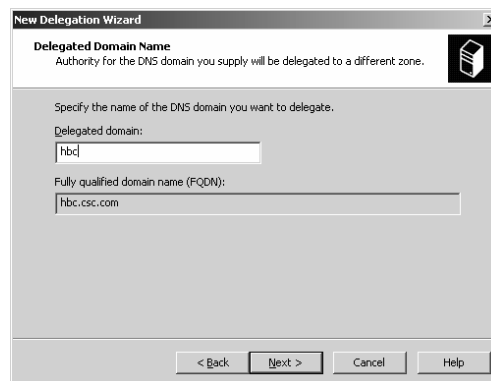 New Delegation Wizard
Delegated Domain Name
Authority for the DNS domain you supply will be delegated to a different zone.
Specify the name of the DNS domain you want to delegate.
Delegated domain:
hbc
Fully qualified domain name (FQDN):
hbc.csc.com
< Back Next > Cancel Help